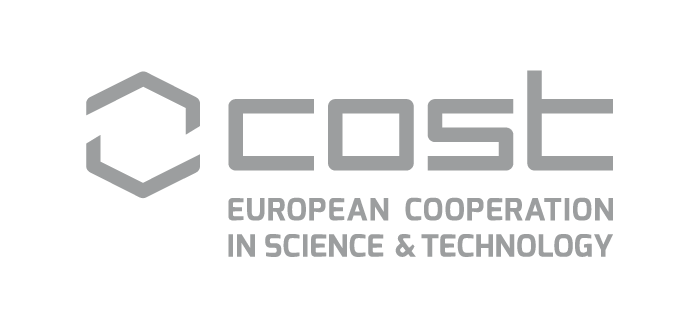 cost
EUROPEAN COOPERATION
IN SCIENCE & TECHNOLOGY